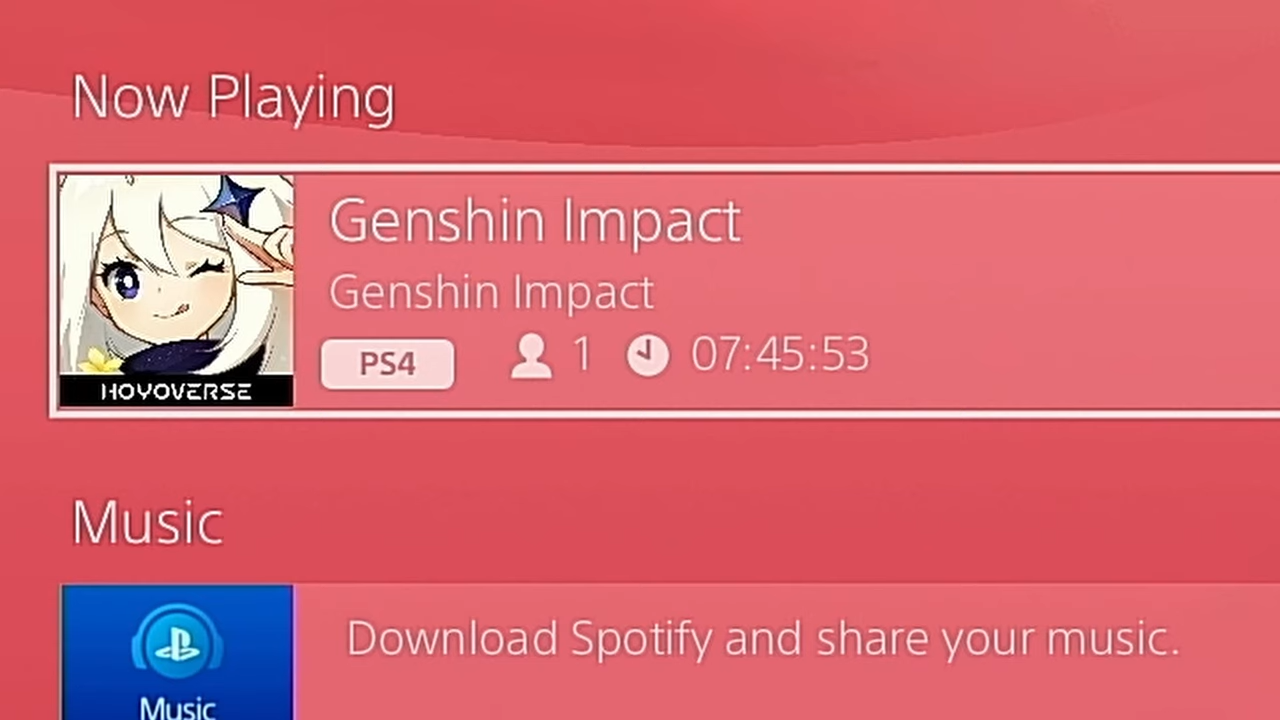 Now Playing
Genshin Impact
Genshin Impact
PS4 1 07:45:53
HOYOVERSE
Music
Download Spotify and share your music.
Music